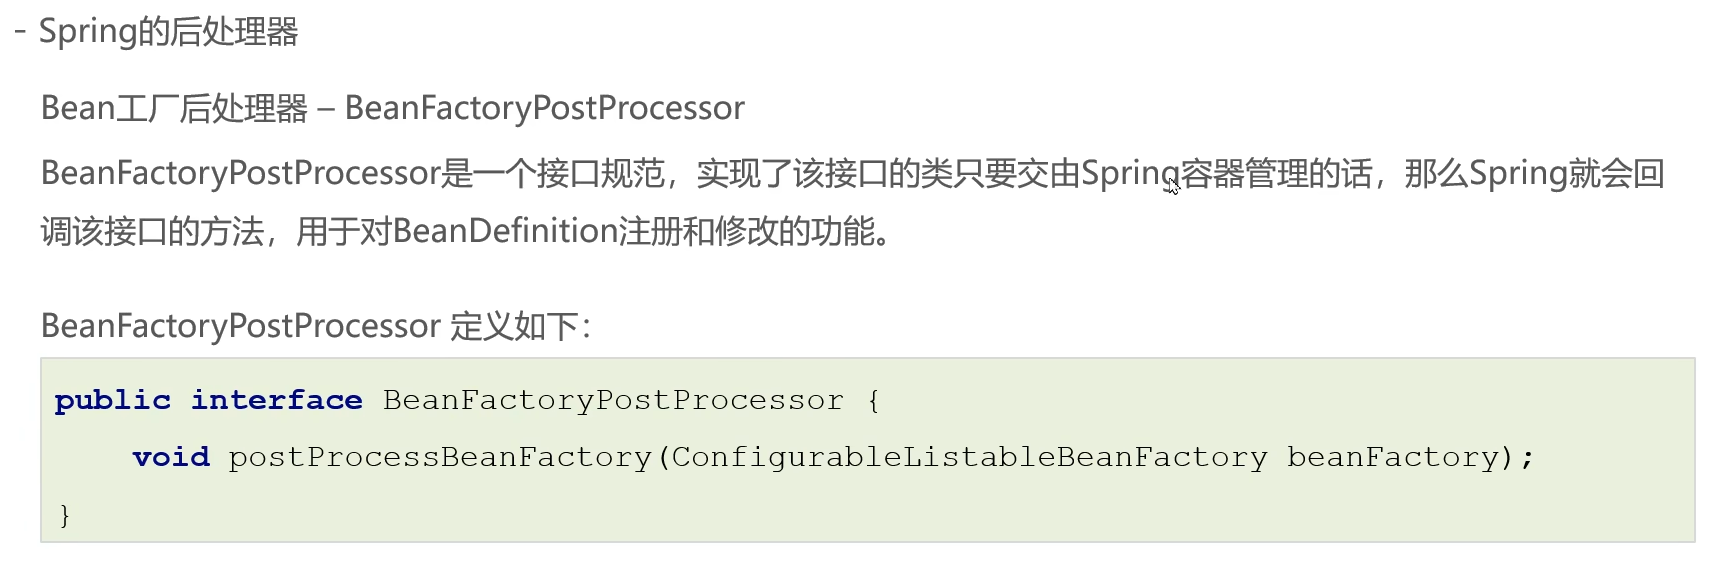 - Spring的后处理器
Bean工厂后处理器 – BeanFactoryPostProcessor
BeanFactoryPostProcessor是一个接口规范，实现了该接口的类只要交由Spring容器管理的话，那么Spring就会回
调该接口的方法，用于对BeanDefinition注册和修改的功能。
BeanFactoryPostProcessor 定义如下：
public interface BeanFactoryPostProcessor {
    void postProcessBeanFactory(ConfigurableListableBeanFactory beanFactory);
}